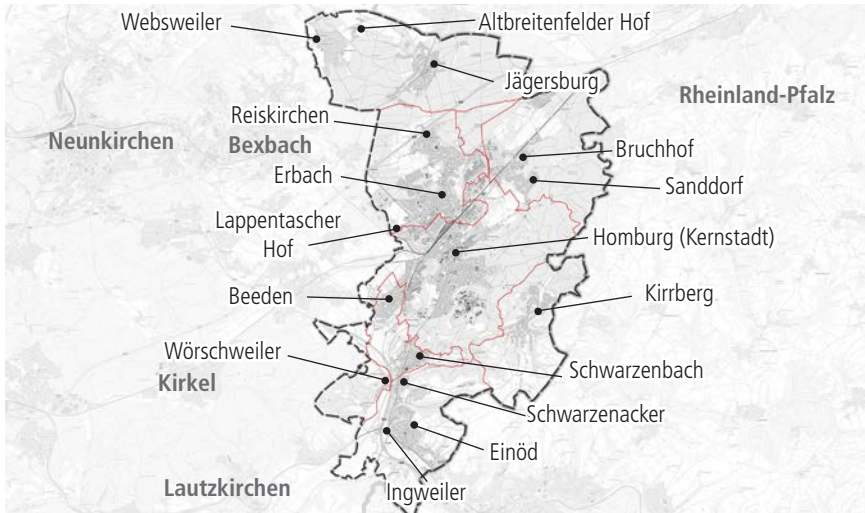 Websweiler
Altbreitenfelder Hof
Jägersburg
Rheinland-Pfalz
Reiskirchen
Neunkirchen
Bexbach
Bruchhof
Erbach
Sanddorf
Lappentascher
Hof
Homburg (Kernstadt)
Beeden
Kirrberg
Wörschweiler
Schwarzenbach
Kirkel
Schwarzenacker
Einöd
Lautzkirchen
Ingweiler